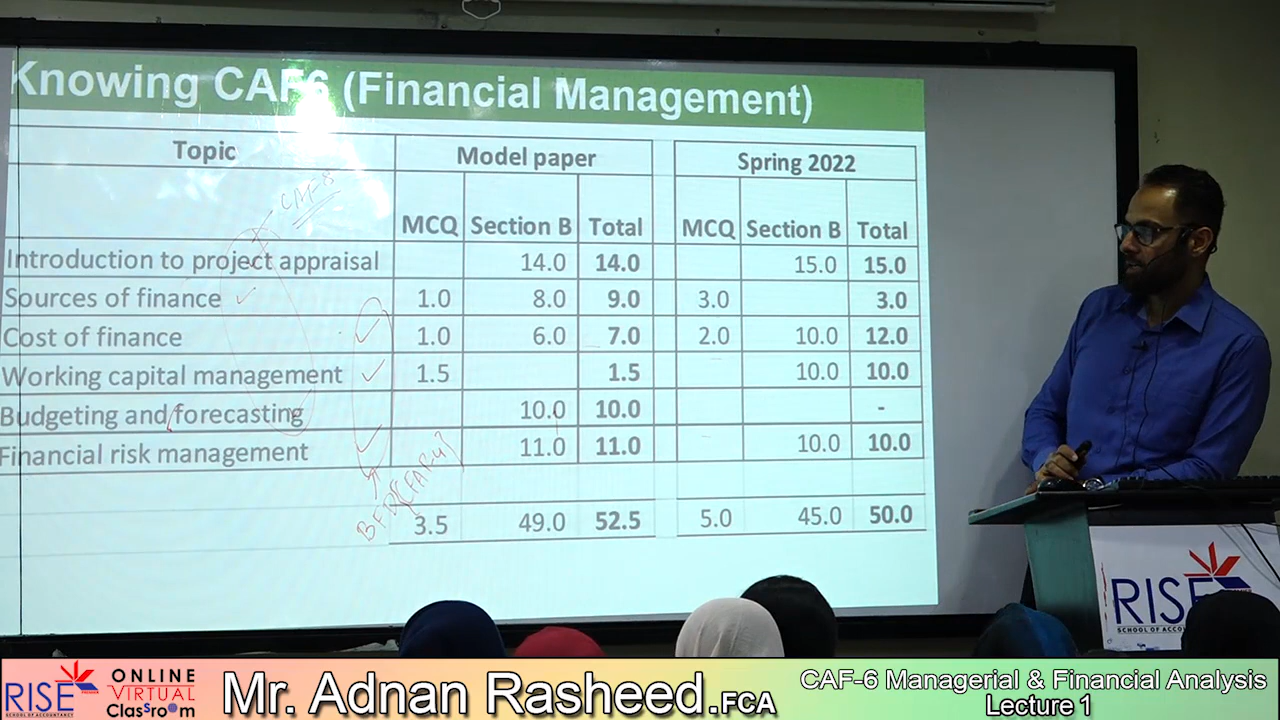 Knowing CAF6 (Financial Management)
Topic Model paper Spring 2022
MCQ Section B Total MCQ Section B Total
CAF-8
Introduction to project appraisal 14.0 14.0 15.0 15.0
Sources of finance 1.0 8.0 9.0 3.0 3.0
Cost of finance 1.0 6.0 7.0 2.0 10.0 12.0
Working capital management 1.5 1.5 10.0 10.0
Budgeting and forecasting 10.0 10.0 -
Financial risk management 11.0 11.0 10.0 10.0
3.5 49.0 52.5 5.0 45.0 50.0
RISE
SCHOOL OF ACCOUNTANCY
RISE PREMIER
SCHOOL OF ACCOUNTANCY
ONLINE
VIRTUAL
Classroom
Mr. Adnan Rasheed.FCA
CAF-6 Managerial & Financial Analysis
Lecture 1